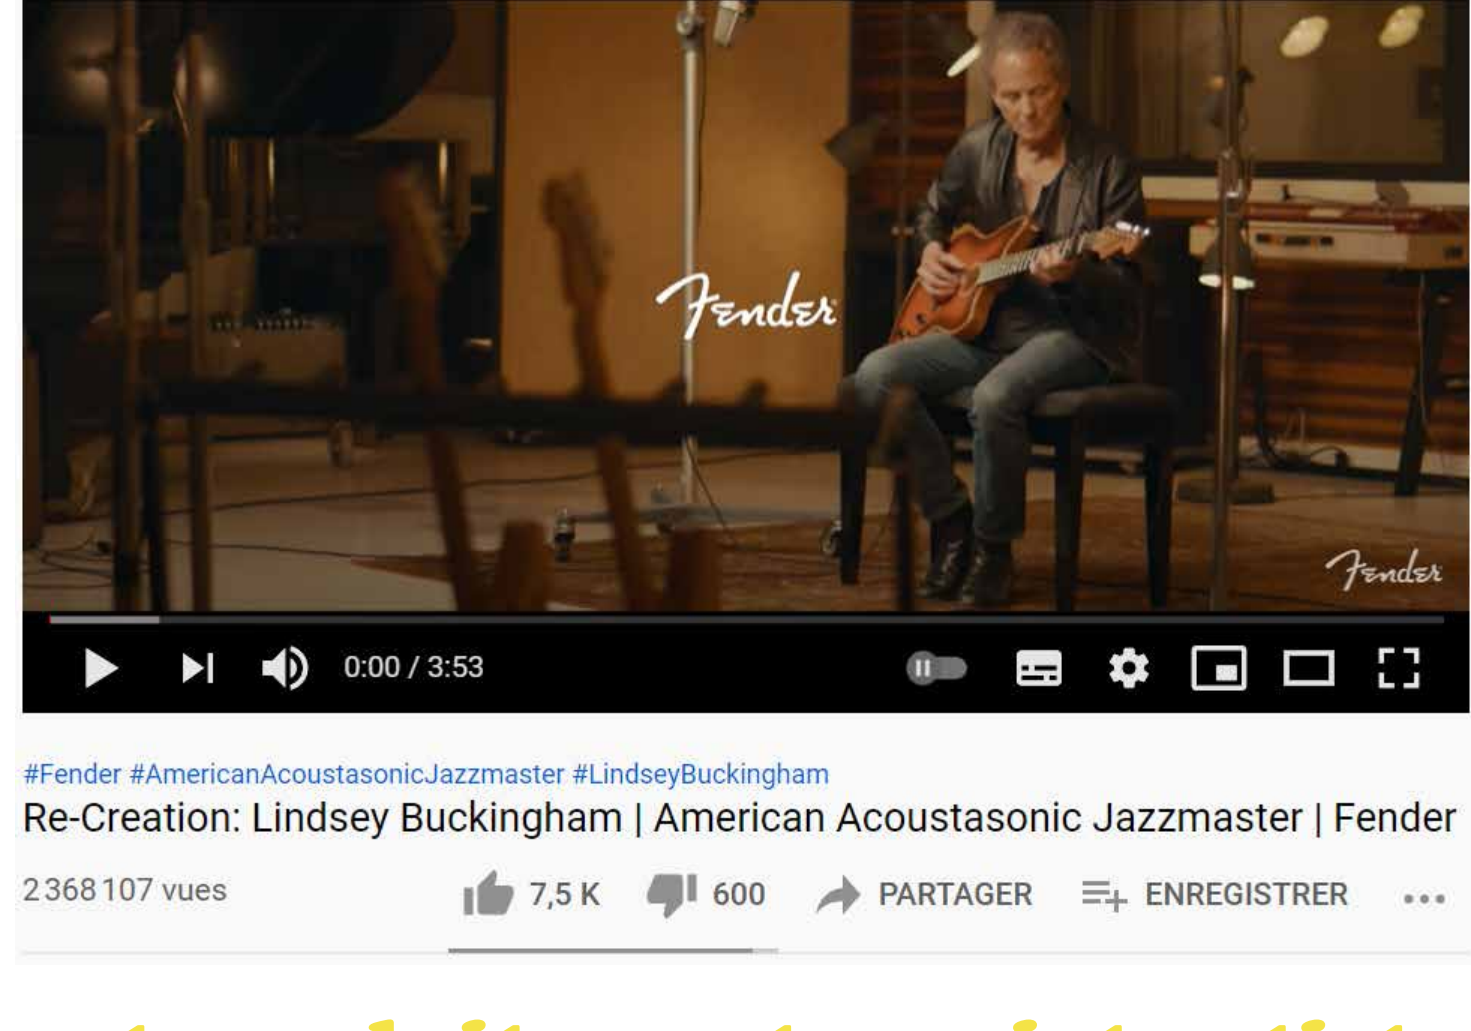 Fender
Fender
0:00 / 3:53
#Fender #AmericanAcoustasonicJazzmaster #LindseyBuckingham
Re-Creation: Lindsey Buckingham | American Acoustasonic Jazzmaster | Fender
2 368 107 vues
7,5 K
600
PARTAGER
ENREGISTRER